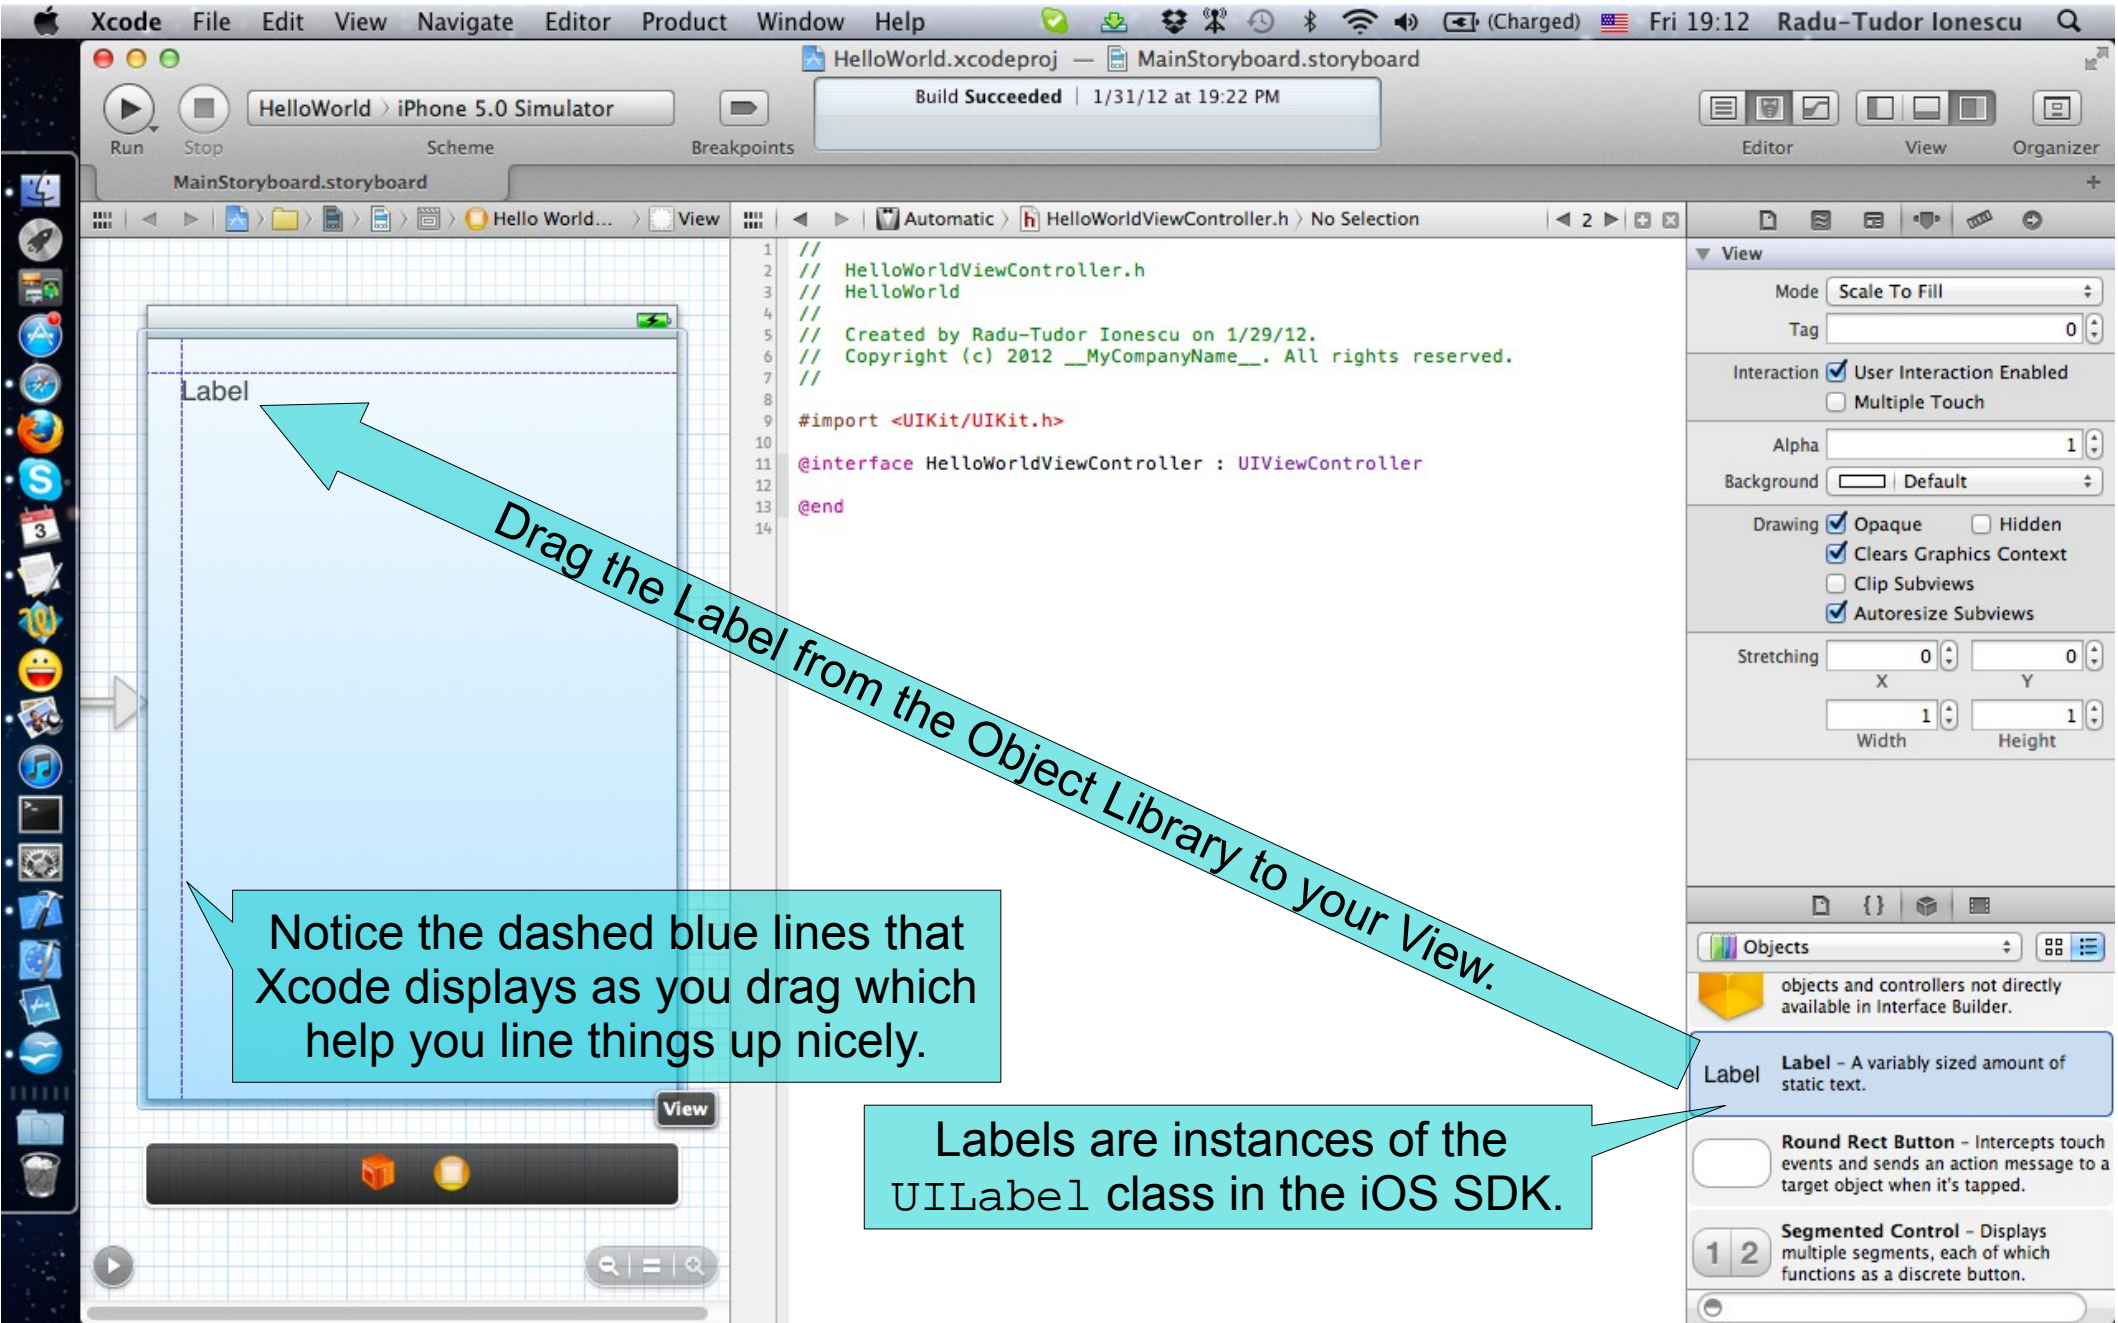 Xcode File Edit View Navigate Editor Product Window Help (Charged) Fri 19:12 Radu-Tudor Ionescu
HelloWorld.xcodeproj — MainStoryboard.storyboard
HelloWorld › iPhone 5.0 Simulator
Build Succeeded | 1/31/12 at 19:22 PM
Run Stop Scheme Breakpoints Editor View Organizer
MainStoryboard.storyboard
Hello World... View
Automatic › HelloWorldViewController.h › No Selection
2
1 //
2 // HelloWorldViewController.h
3 // HelloWorld
4 //
5 // Created by Radu-Tudor Ionescu on 1/29/12.
6 // Copyright (c) 2012 __MyCompanyName__. All rights reserved.
7 //
8
9 #import <UIKit/UIKit.h>
10
11 @interface HelloWorldViewController : UIViewController
12
13 @end
14
Label
Drag the Label from the Object Library to your View.
Notice the dashed blue lines that
Xcode displays as you drag which
help you line things up nicely.
View
Labels are instances of the
UILabel class in the iOS SDK.
3
View
Mode Scale To Fill
Tag 0
Interaction User Interaction Enabled
Multiple Touch
Alpha 1
Background Default
Drawing Opaque Hidden
Clears Graphics Context
Clip Subviews
Autoresize Subviews
Stretching 0 0
X Y
1 1
Width Height
{}
Objects
objects and controllers not directly
available in Interface Builder.
Label
Label – A variably sized amount of
static text.
Round Rect Button – Intercepts touch
events and sends an action message to a
target object when it's tapped.
1 2
Segmented Control – Displays
multiple segments, each of which
functions as a discrete button.